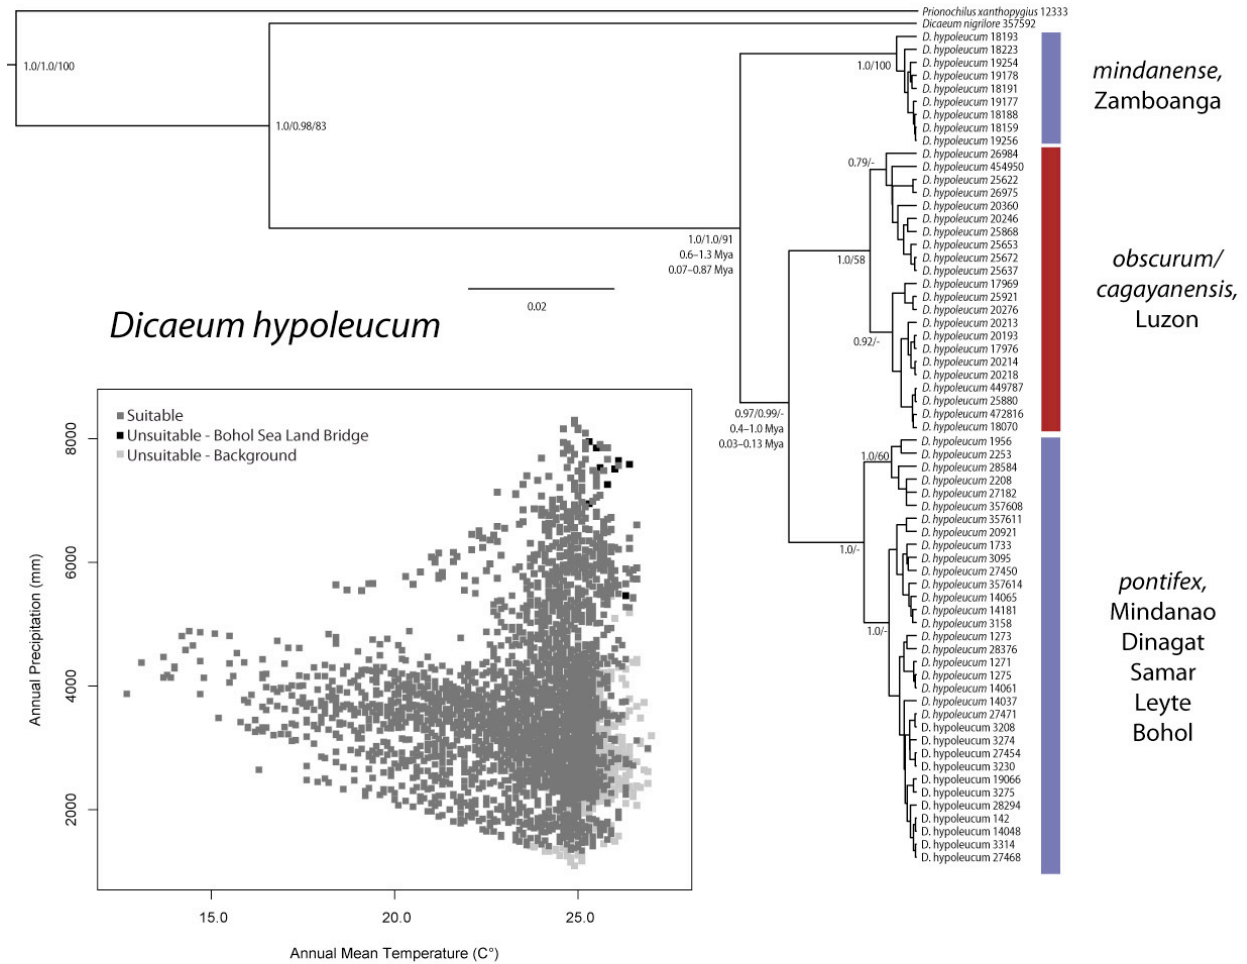 Prionochilus xanthopygius 12333
Dicaeum nigrilore 357592
D. hypoleucum 18193
D. hypoleucum 18223
D. hypoleucum 19254
D. hypoleucum 19178
D. hypoleucum 18191
D. hypoleucum 19177
D. hypoleucum 18188
D. hypoleucum 18159
D. hypoleucum 19256
D. hypoleucum 26984
D. hypoleucum 454950
D. hypoleucum 25622
D. hypoleucum 26975
D. hypoleucum 20360
D. hypoleucum 20246
D. hypoleucum 25868
D. hypoleucum 25653
D. hypoleucum 25672
D. hypoleucum 25637
D. hypoleucum 17969
D. hypoleucum 25921
D. hypoleucum 20276
D. hypoleucum 20213
D. hypoleucum 20193
D. hypoleucum 17976
D. hypoleucum 20214
D. hypoleucum 20218
D. hypoleucum 449787
D. hypoleucum 25880
D. hypoleucum 472816
D. hypoleucum 18070
D. hypoleucum 1956
D. hypoleucum 2253
D. hypoleucum 28584
D. hypoleucum 2208
D. hypoleucum 27182
D. hypoleucum 357608
D. hypoleucum 357611
D. hypoleucum 20921
D. hypoleucum 1733
D. hypoleucum 3095
D. hypoleucum 27450
D. hypoleucum 357614
D. hypoleucum 14065
D. hypoleucum 14181
D. hypoleucum 3158
D. hypoleucum 1273
D. hypoleucum 28376
D. hypoleucum 1271
D. hypoleucum 1275
D. hypoleucum 14061
D. hypoleucum 14037
D. hypoleucum 27471
D. hypoleucum 3208
D. hypoleucum 3274
D. hypoleucum 27454
D. hypoleucum 3230
D. hypoleucum 19066
D. hypoleucum 3275
D. hypoleucum 28294
D. hypoleucum 142
D. hypoleucum 14048
D. hypoleucum 3314
D. hypoleucum 27468
mindanense,
Zamboanga
obscurum/
cagayanensis,
Luzon
pontifex,
Mindanao
Dinagat
Samar
Leyte
Bohol
1.0/1.0/100
1.0/0.98/83
1.0/100
0.79/-
1.0/1.0/91
0.6–1.3 Mya
0.07–0.87 Mya
1.0/58
0.92/-
0.97/0.99/-
0.4–1.0 Mya
0.03–0.13 Mya
1.0/60
1.0/-
1.0/-
0.02
Dicaeum hypoleucum
Suitable
Unsuitable - Bohol Sea Land Bridge
Unsuitable - Background
8000
6000
4000
2000
Annual Precipitation (mm)
15.0 20.0 25.0
Annual Mean Temperature (C°)